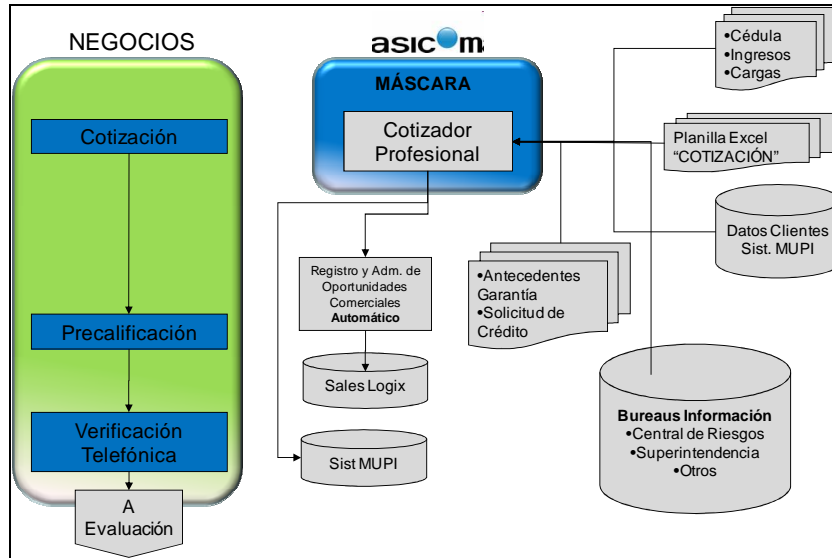 NEGOCIOS
Cotización
Precalificación
Verificación
Telefónica
A
Evaluación
asicom
MÁSCARA
Cotizador
Profesional
Registro y Adm. de
Oportunidades
Comerciales
Automático
Sales Logix
Sist MUPI
•Antecedentes
Garantía
•Solicitud de
Crédito
•Cédula
•Ingresos
•Cargas
Planilla Excel
“COTIZACIÓN”
Datos Clientes
Sist. MUPI
Bureaus Información
•Central de Riesgos
•Superintendencia
•Otros